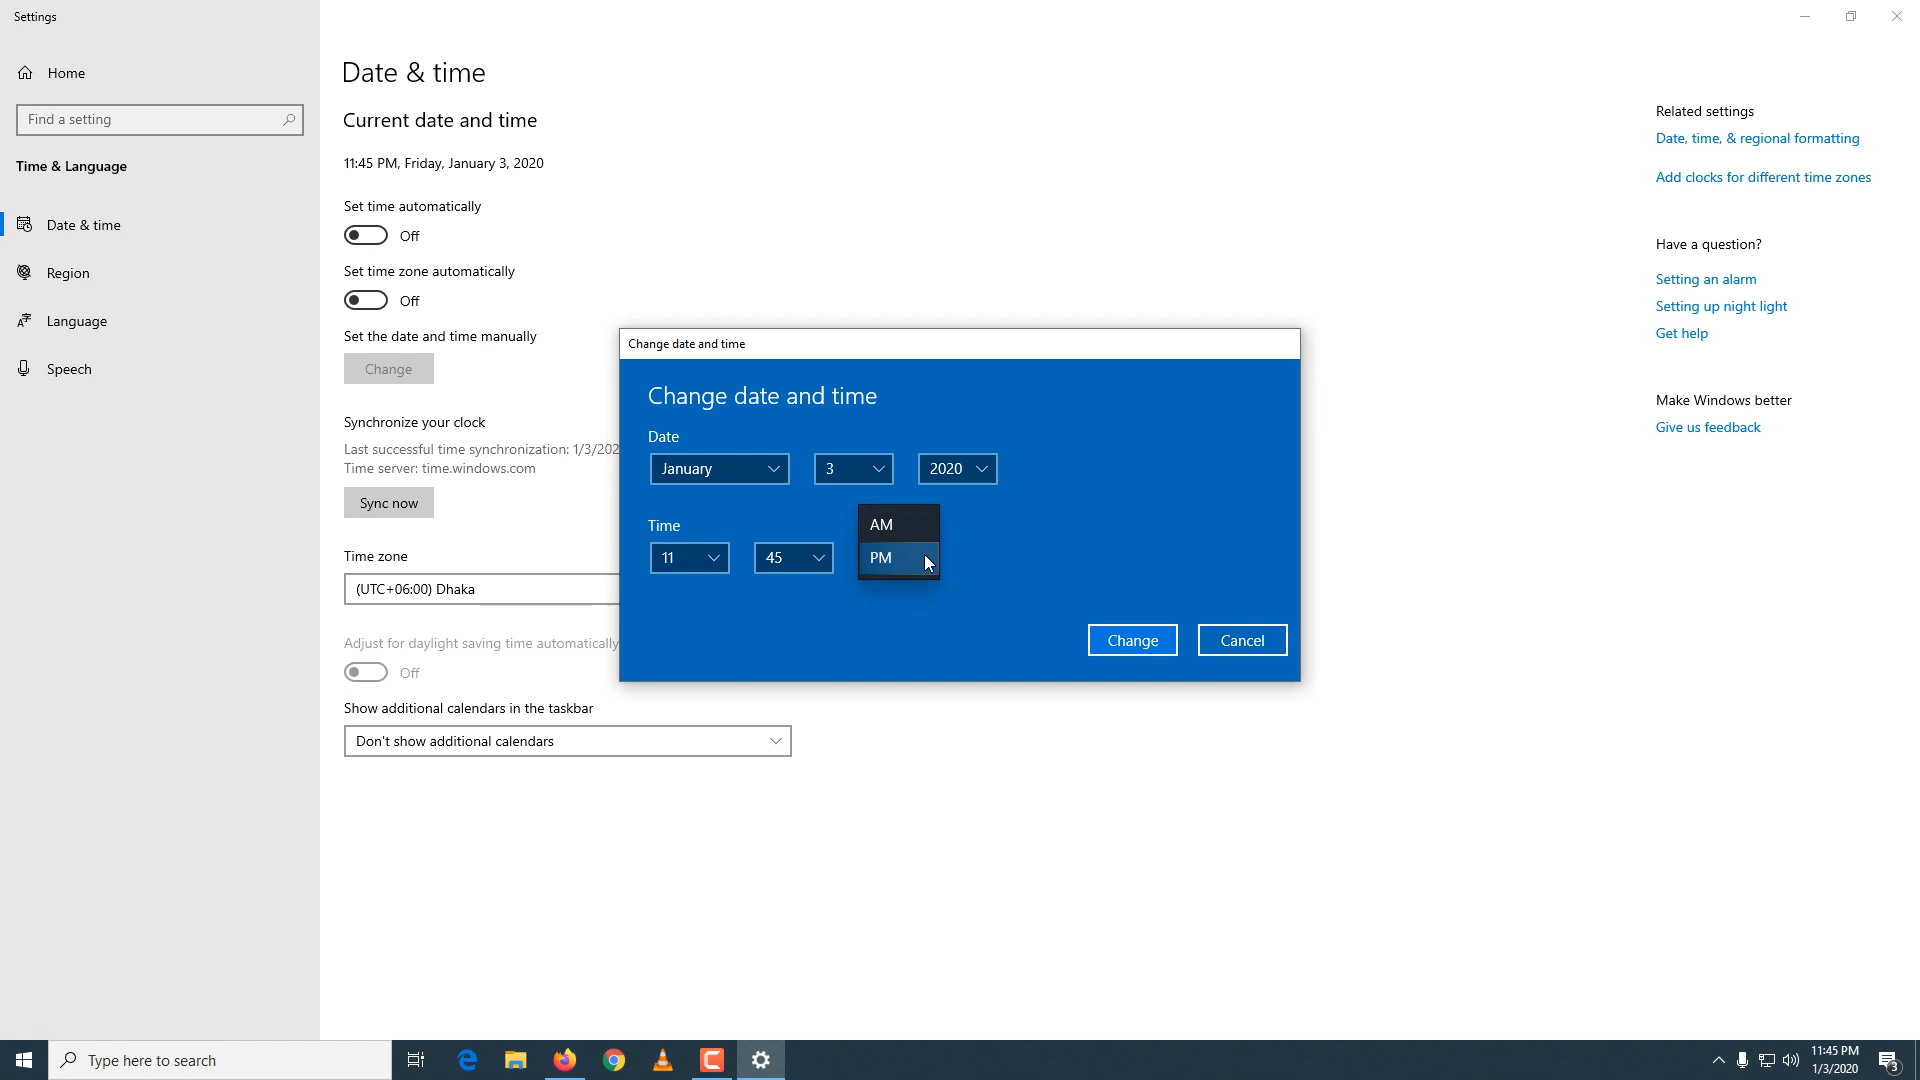 Settings
Home
Find a setting
Time & Language
Date & time
Region
Language
Speech
Date & time
Current date and time
11:45 PM, Friday, January 3, 2020
Set time automatically
Off
Set time zone automatically
Off
Set the date and time manually
Change
Synchronize your clock
Last successful time synchronization: 1/3/202
Time server: time.windows.com
Sync now
Time zone
(UTC+06:00) Dhaka
Adjust for daylight saving time automatically
Off
Show additional calendars in the taskbar
Don't show additional calendars
Change date and time
Change date and time
Date
January 3 2020
Time
11 45
AM
PM
Change Cancel
Related settings
Date, time, & regional formatting
Add clocks for different time zones
Have a question?
Setting an alarm
Setting up night light
Get help
Make Windows better
Give us feedback
Type here to search
11:45 PM
1/3/2020
3